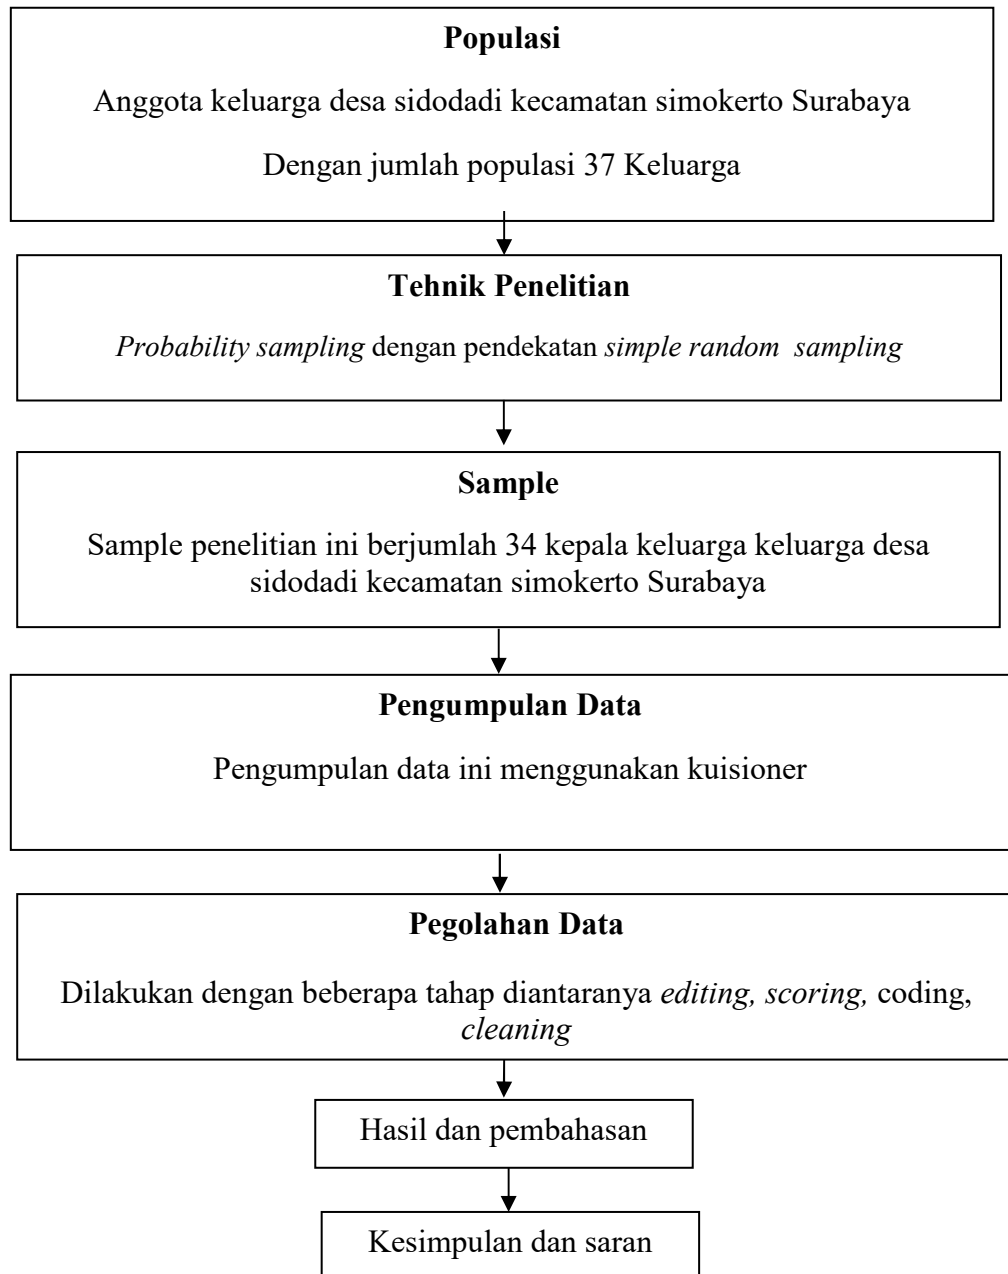 Populasi
Anggota keluarga desa sidodadi kecamatan simokerto Surabaya
Dengan jumlah populasi 37 Keluarga
Tehnik Penelitian
Probability sampling dengan pendekatan simple random sampling
Sample
Sample penelitian ini berjumlah 34 kepala keluarga keluarga desa
sidodadi kecamatan simokerto Surabaya
Pengumpulan Data
Pengumpulan data ini menggunakan kuisioner
Pegolahan Data
Dilakukan dengan beberapa tahap diantaranya editing, scoring, coding,
cleaning
Hasil dan pembahasan
Kesimpulan dan saran